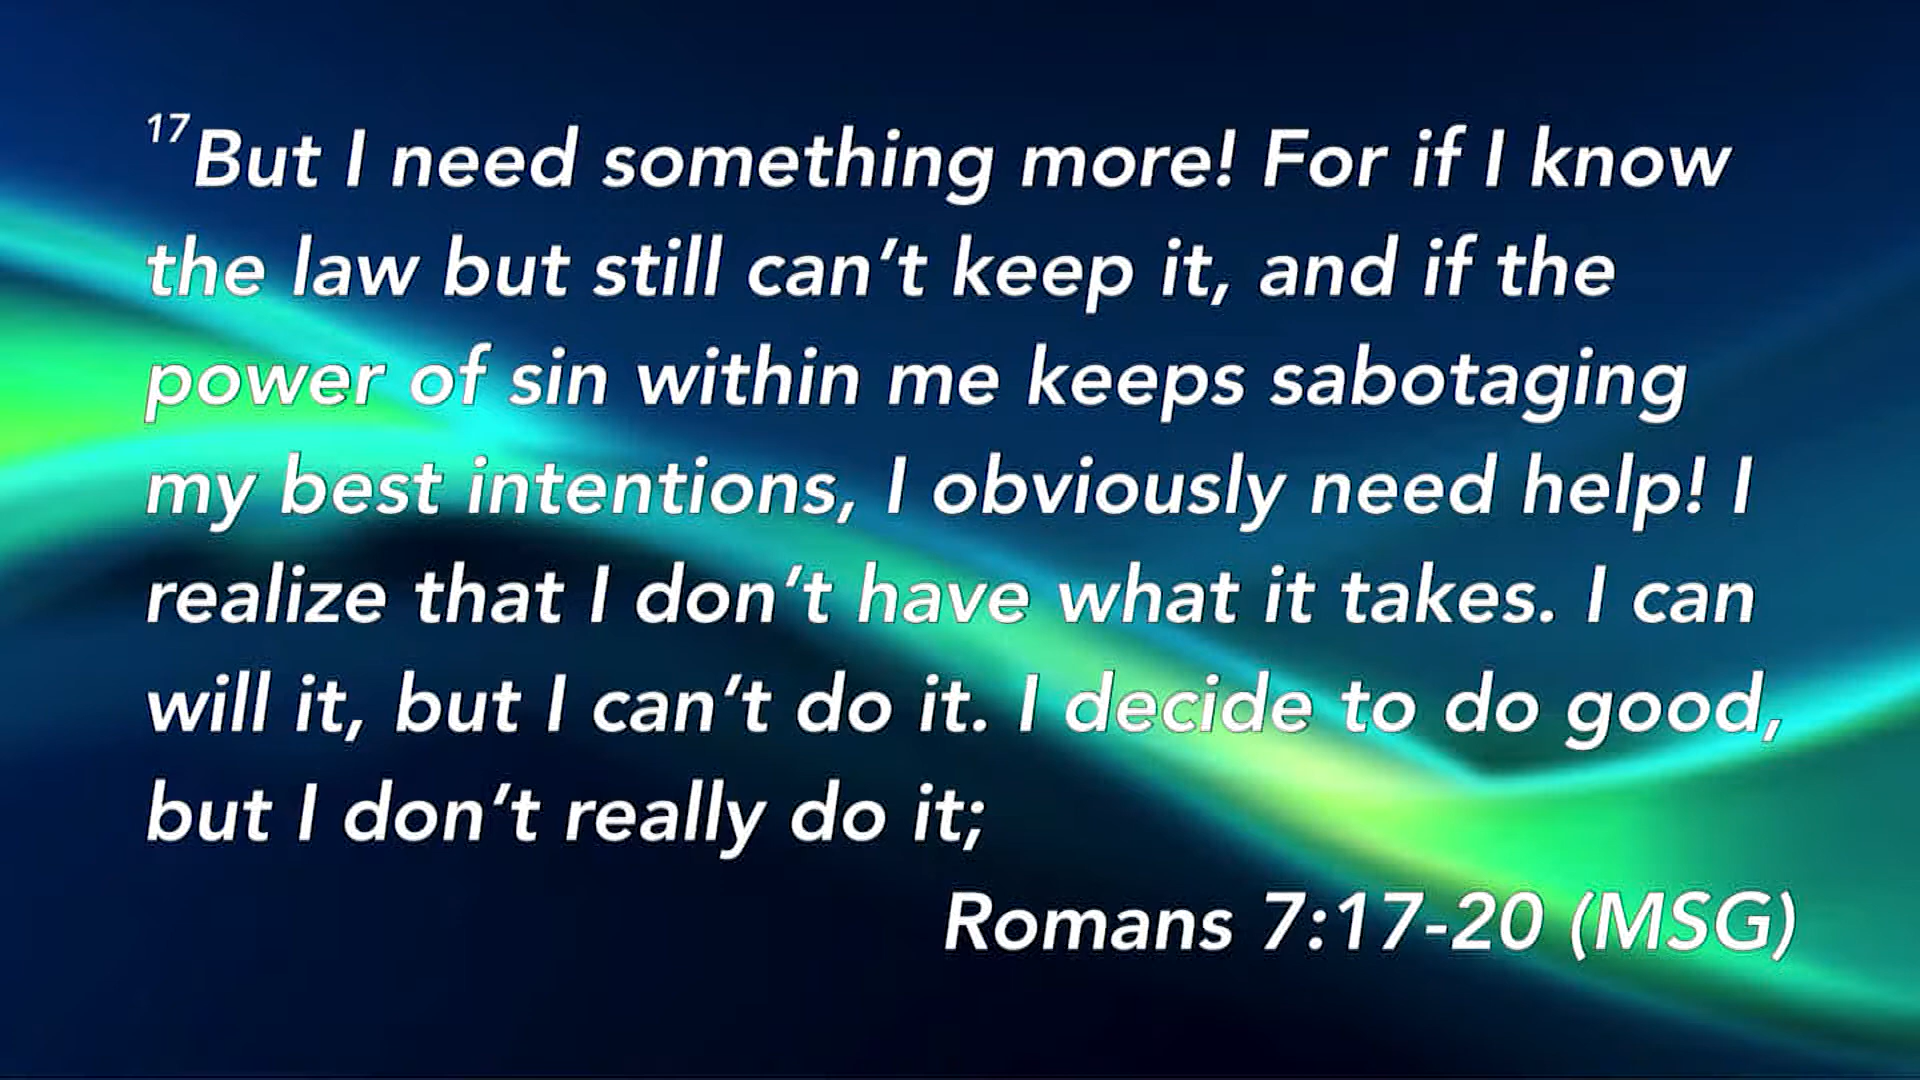 17 But I need something more! For if I know
the law but still can’t keep it, and if the
power of sin within me keeps sabotaging
my best intentions, I obviously need help! I
realize that I don’t have what it takes. I can
will it, but I can’t do it. I decide to do good,
but I don’t really do it;
Romans 7:17-20 (MSG)